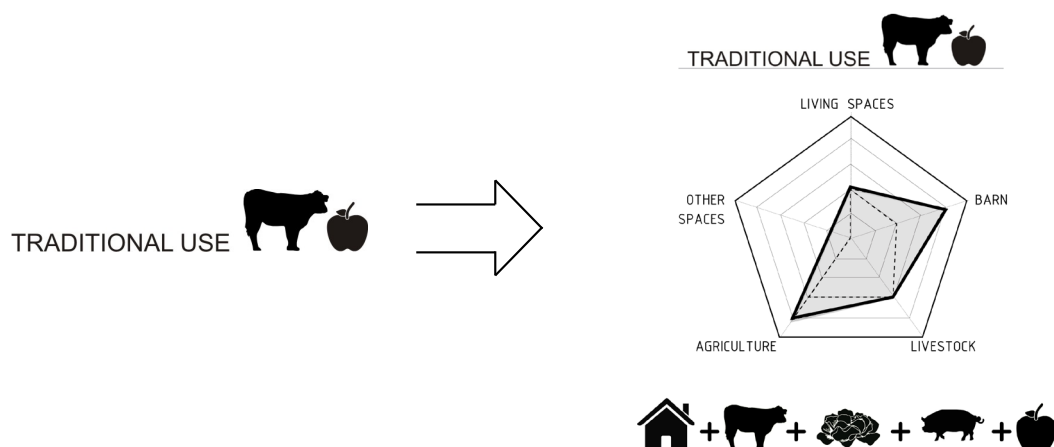 TRADITIONAL USE
TRADITIONAL USE
LIVING SPACES
OTHER
SPACES
BARN
AGRICULTURE
LIVESTOCK
+ + + +